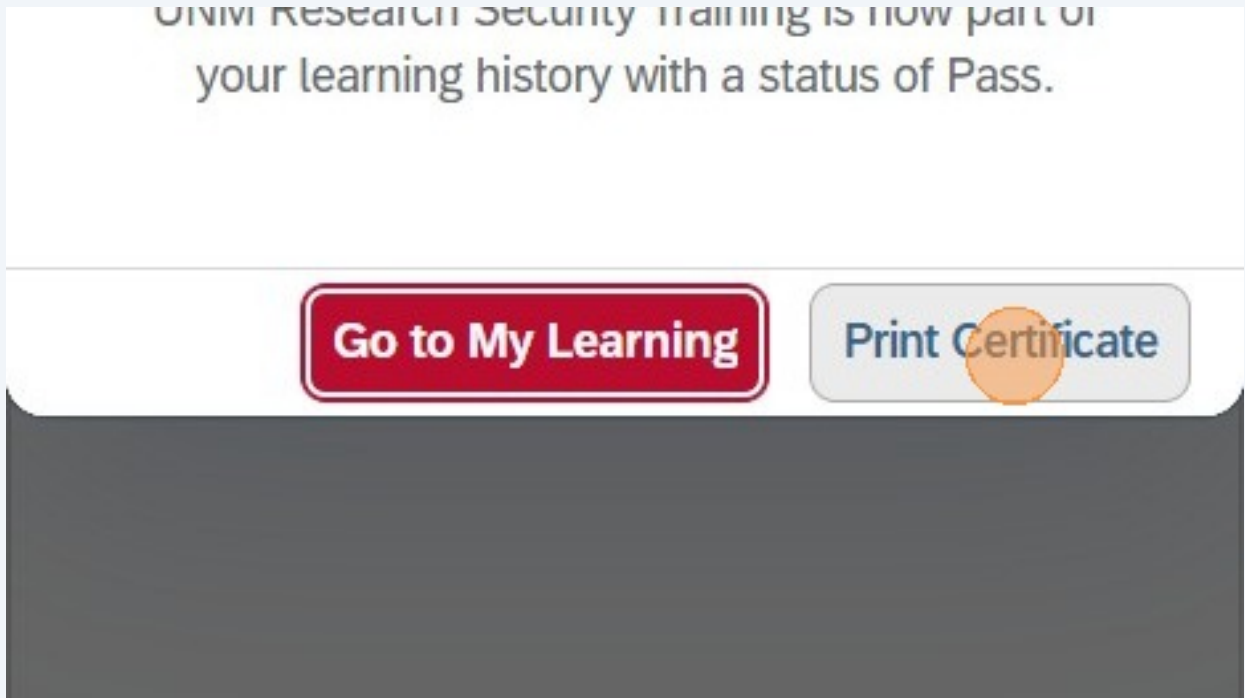 UNM Research Security Training is now part of
your learning history with a status of Pass.
Go to My Learning
Print Certificate